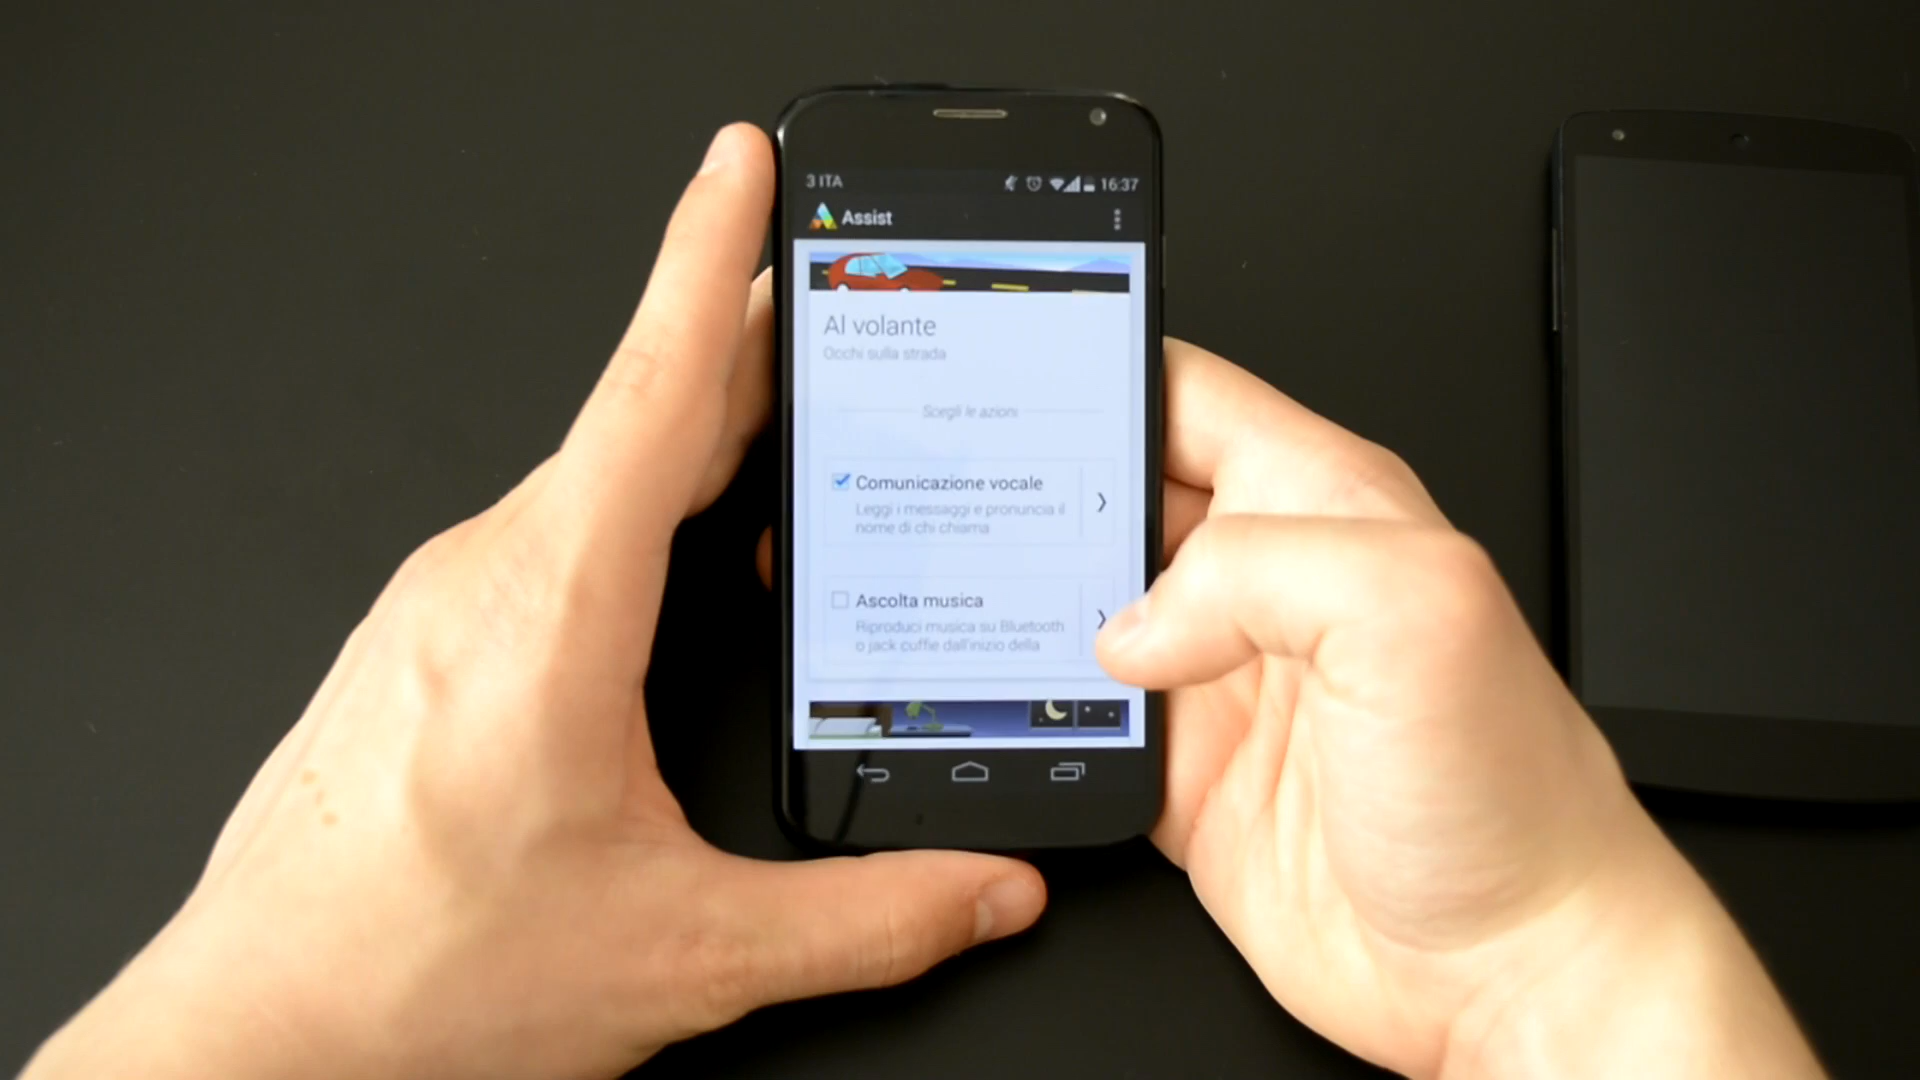 3 ITA
16:37
Assist
Al volante
Occhi sulla strada
Scegli le azioni
Comunicazione vocale
Leggi i messaggi e pronuncia il
nome di chi chiama
Ascolta musica
Riproduci musica su Bluetooth
o jack cuffie dall'inizio della